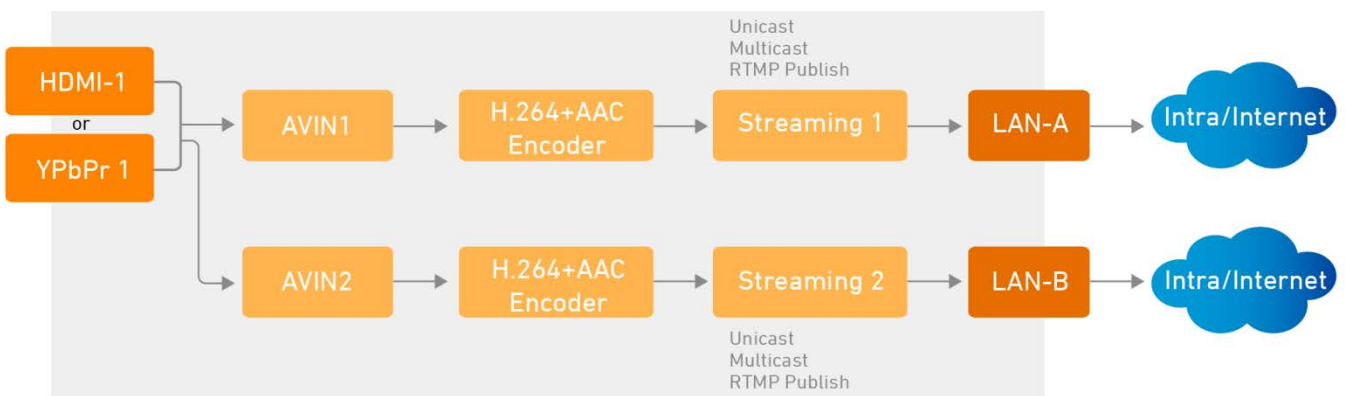 Unicast
Multicast
RTMP Publish
HDMI-1
or
YPbPr 1
AVIN1
H.264+AAC
Encoder
Streaming 1
LAN-A
Intra/Internet
AVIN2
H.264+AAC
Encoder
Streaming 2
LAN-B
Intra/Internet
Unicast
Multicast
RTMP Publish